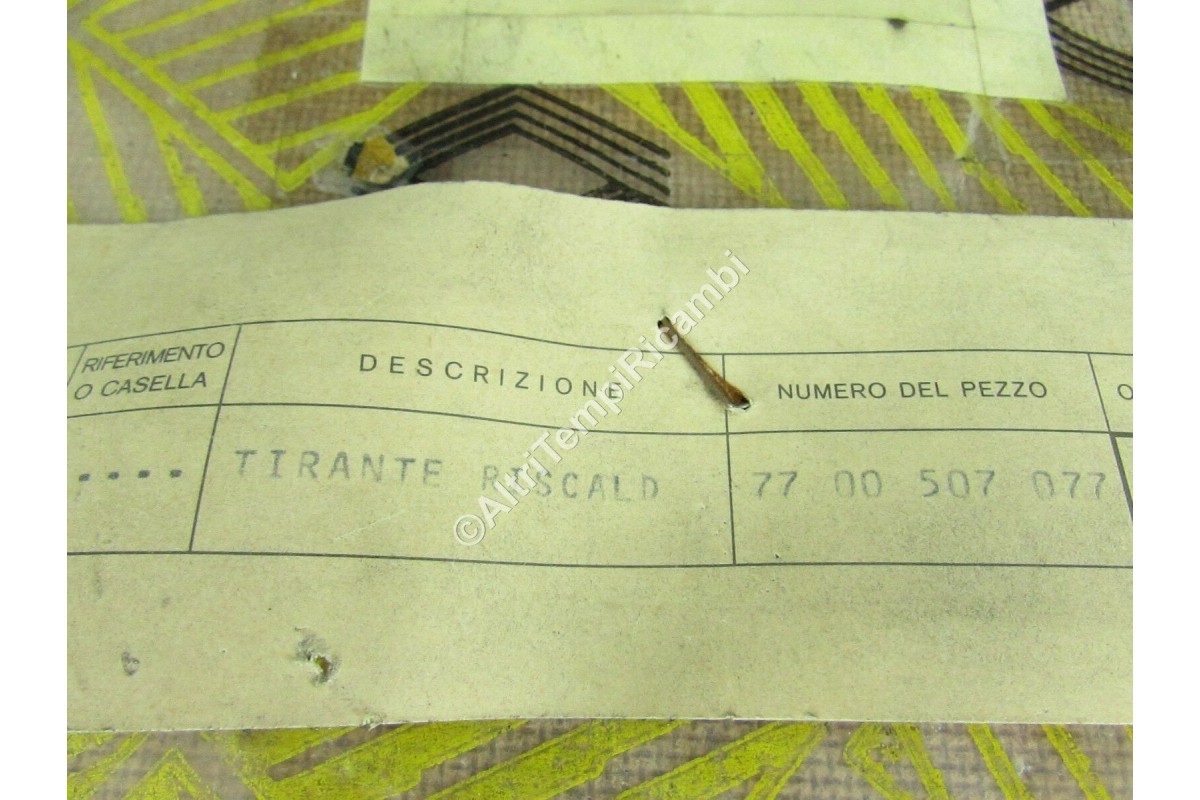 RIFERIMENTO
O CASELLA
DESCRIZIONE
NUMERO DEL PEZZO
O
....
TIRANTE RISCALD
77 00 507 077
©AltriTempiRicambi